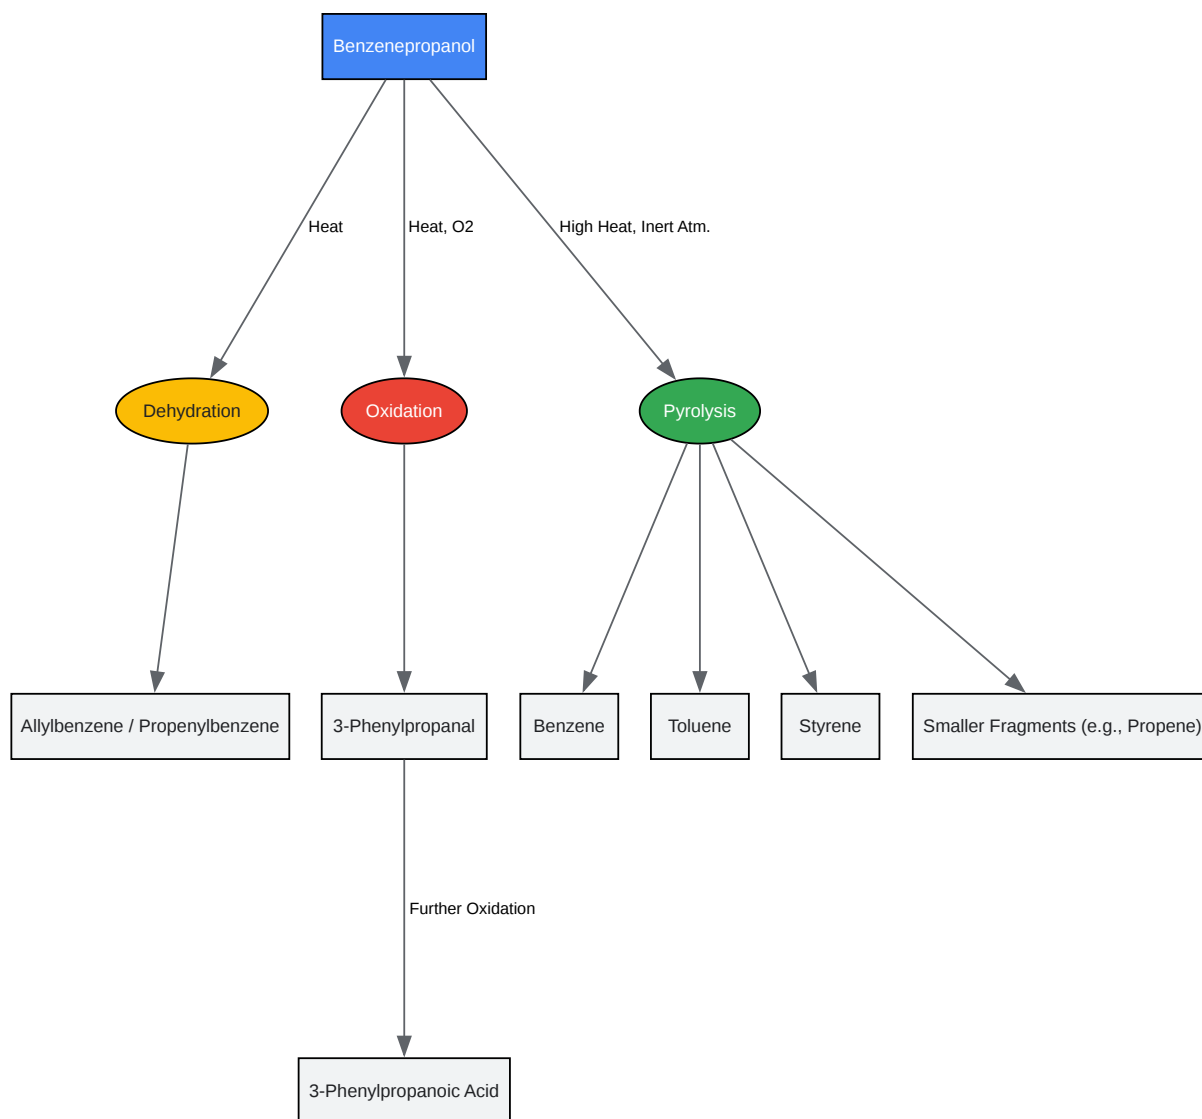 Benzenepropanol
Heat
Heat, O2
High Heat, Inert Atm.
Dehydration
Oxidation
Pyrolysis
Allylbenzene / Propenylbenzene
3-Phenylpropanal
Benzene
Toluene
Styrene
Smaller Fragments (e.g., Propene)
Further Oxidation
3-Phenylpropanoic Acid